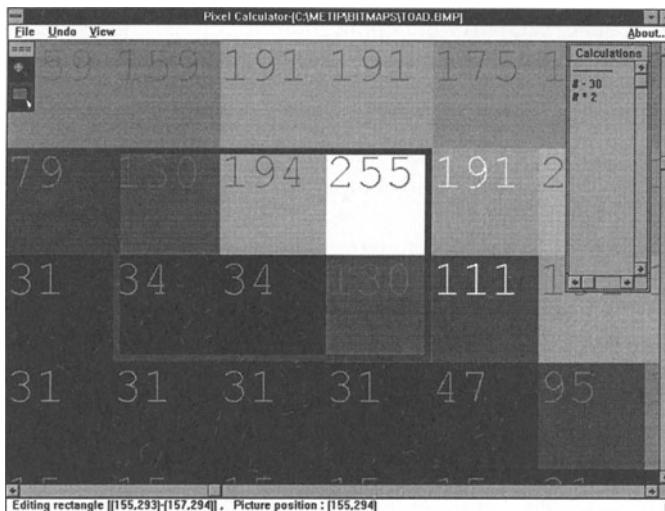 Pixel Calculator-[C:\METIP\BITMAPS\TOAD.BMP]
File Undo View About...
Calculations
# - 30
# * 2
159 191 191 175
79 130 194 255 191
31 34 34 130 111
31 31 31 31 47 95
Editing rectangle [[155,293]-[157,294]] , Picture position : [155,294]